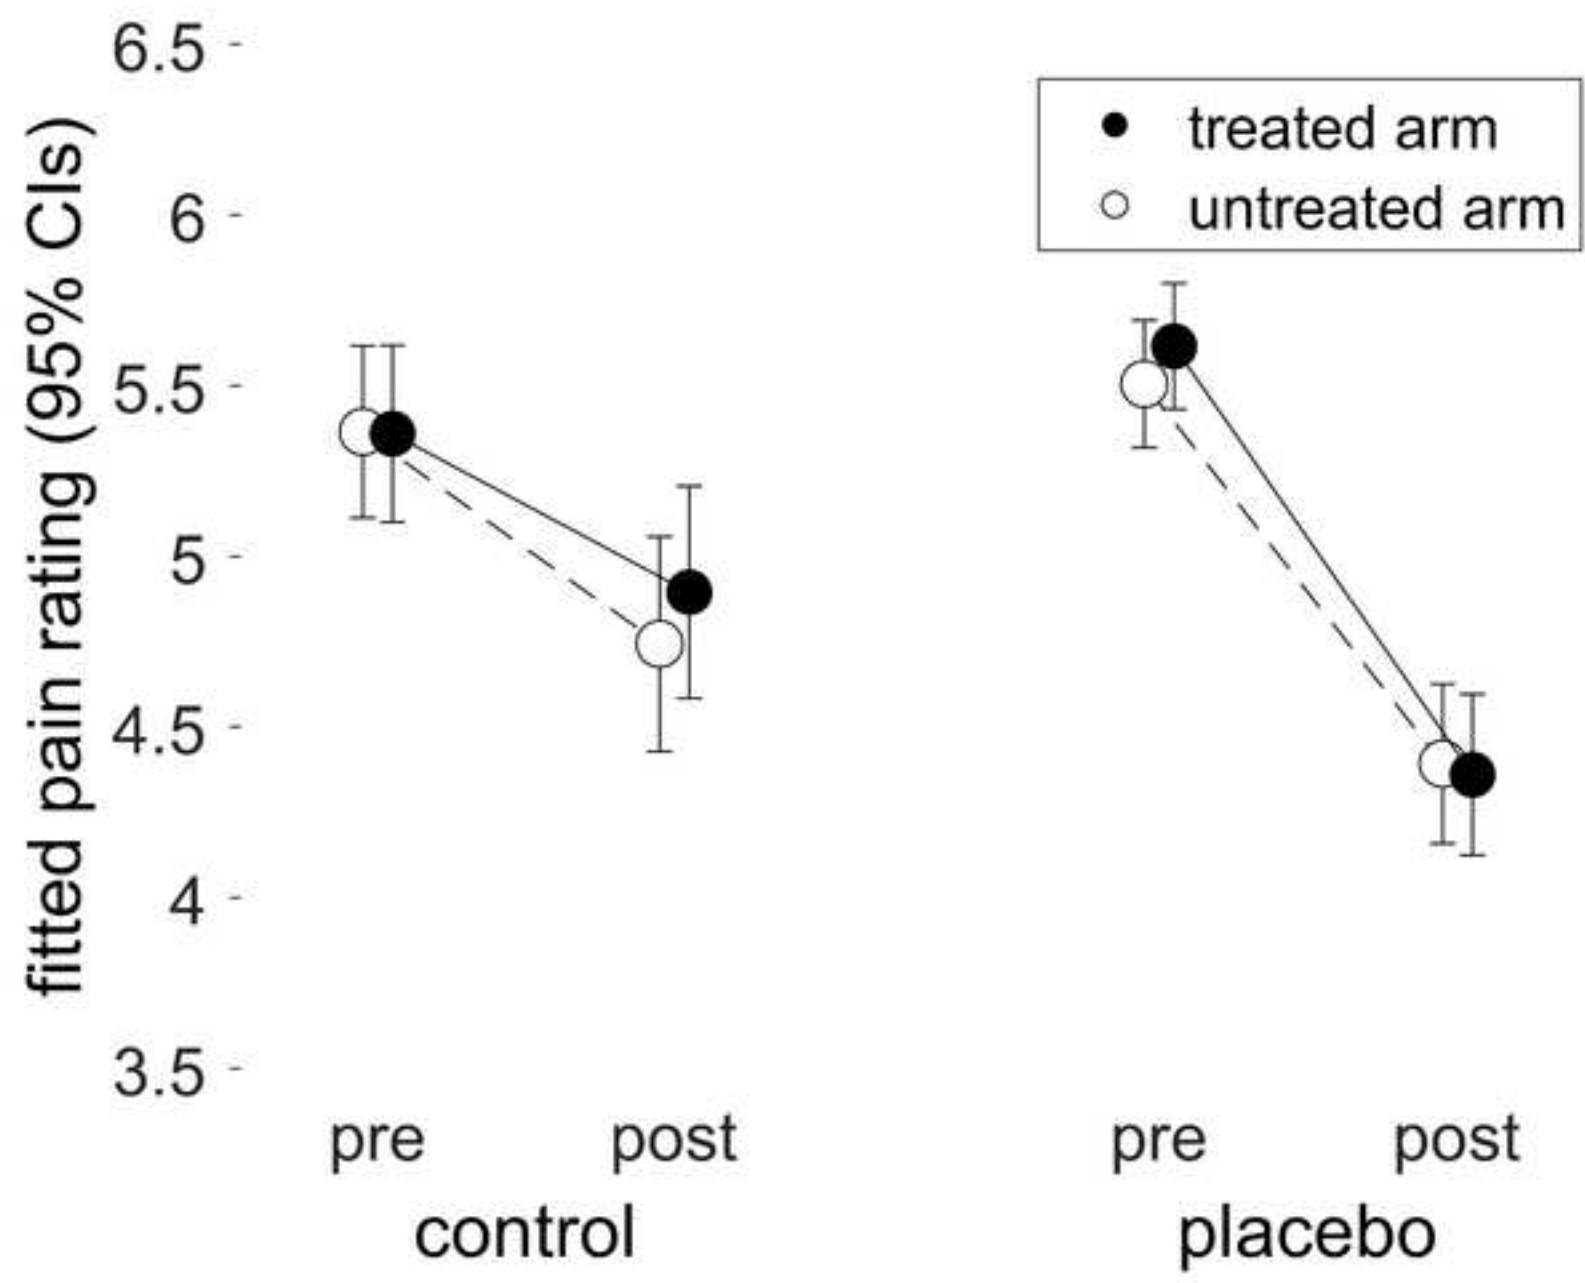 fitted pain rating (95% CIs)
6.5
6
5.5
5
4.5
4
3.5
treated arm
untreated arm
pre post pre post
control placebo